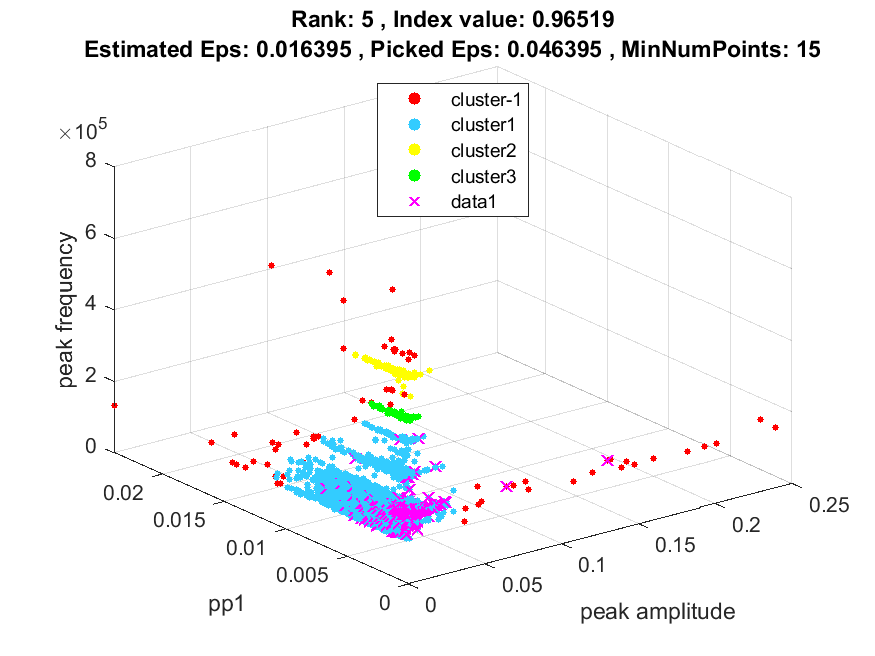 Rank: 5 , Index value: 0.96519
Estimated Eps: 0.016395 , Picked Eps: 0.046395 , MinNumPoints: 15
cluster-1
cluster1
cluster2
cluster3
data1
×10^5
8
6
4
2
0
peak frequency
0.02
0.015
0.01
0.005
0
pp1
0
0.05
0.1
0.15
0.2
0.25
peak amplitude